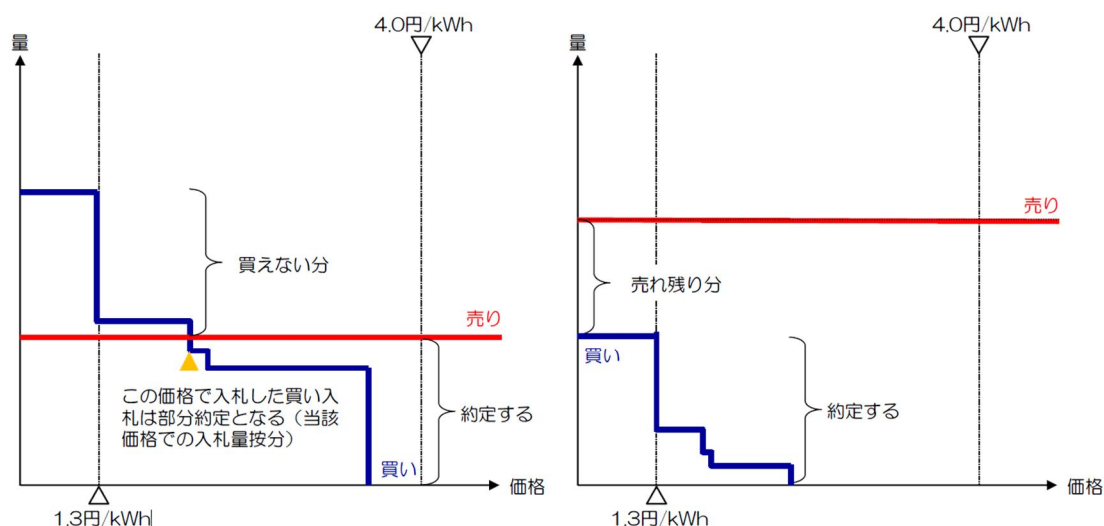 4.0円/kWh
量
買えない分
売り
この価格で入札した買い入
札は部分約定となる（当該
価格での入札量按分）
約定する
買い
価格
1.3円/kWh
4.0円/kWh
量
売り
売れ残り分
買い
約定する
価格
1.3円/kWh